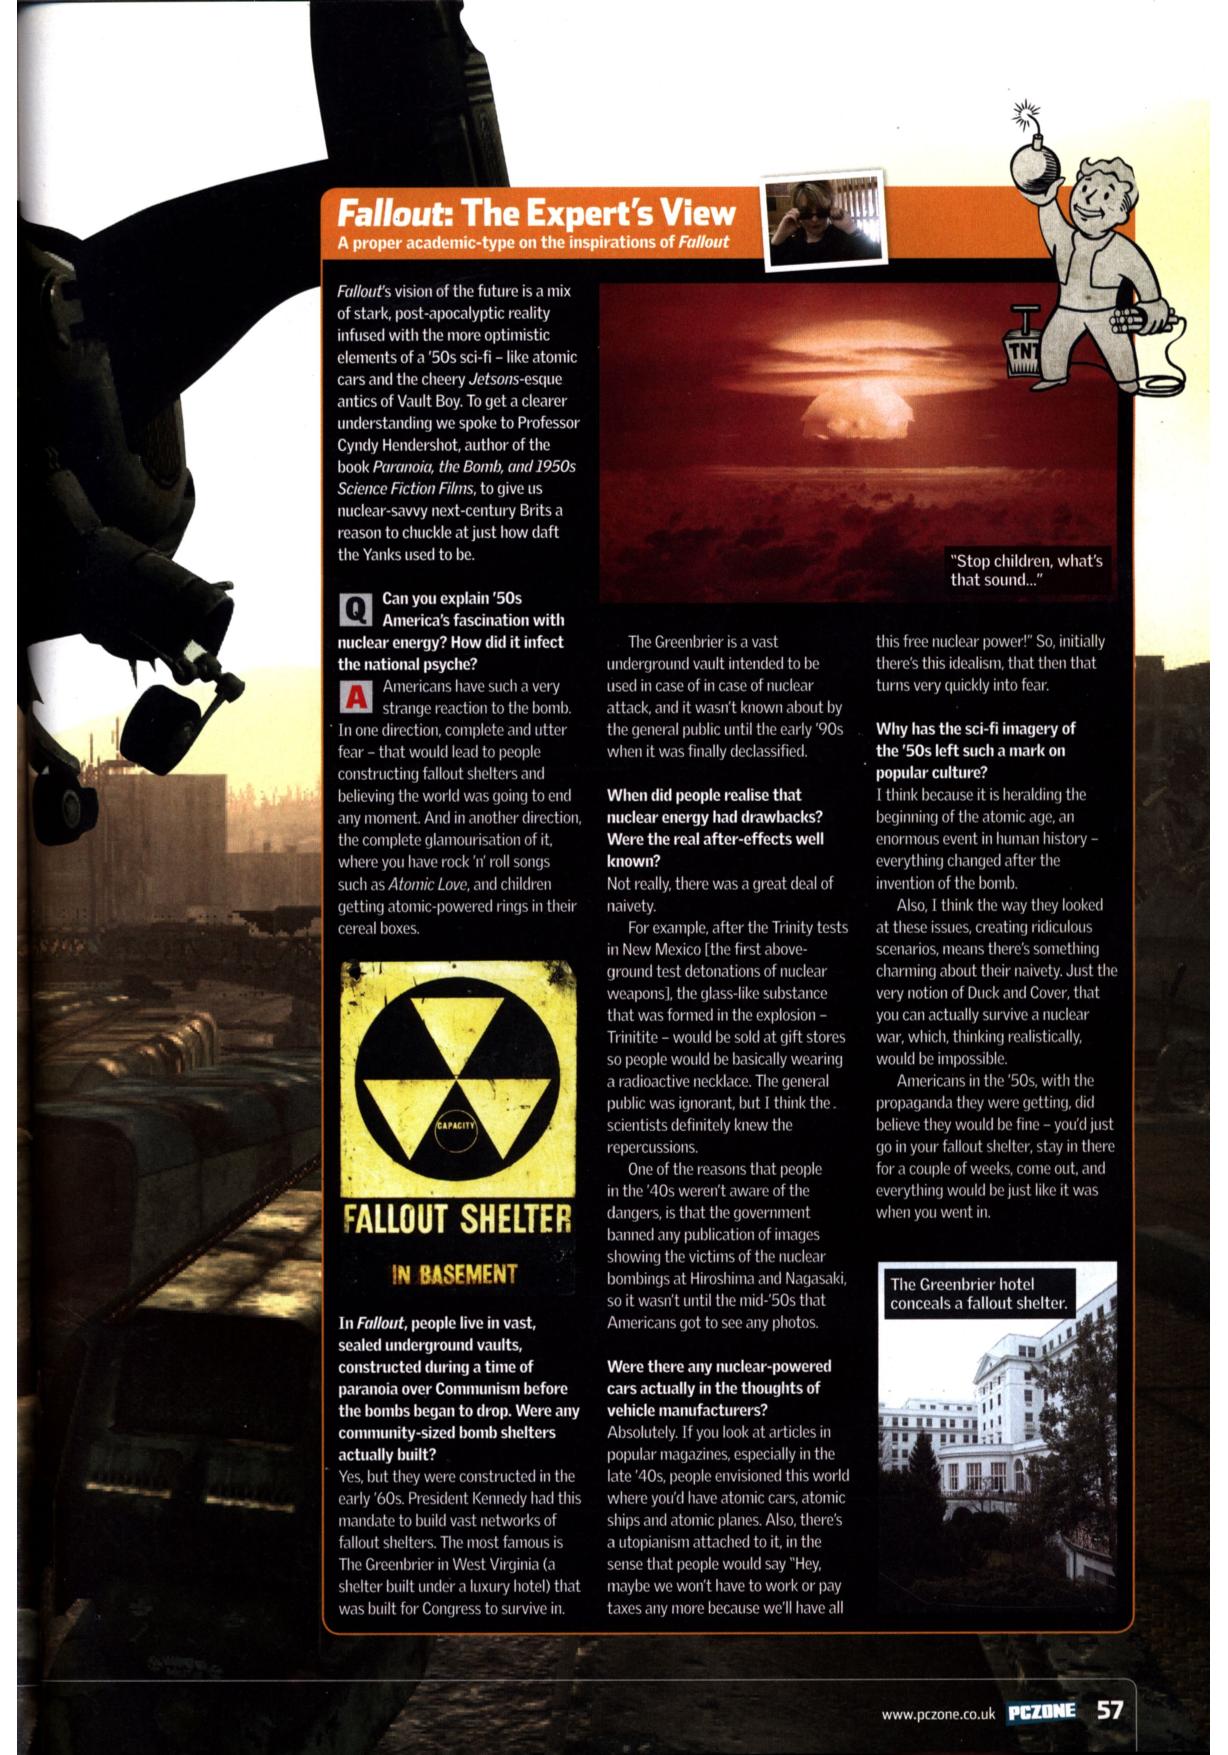 Fallout: The Expert's View
A proper academic-type on the inspirations of Fallout
Fallout's vision of the future is a mix
of stark, post-apocalyptic reality
infused with the more optimistic
elements of a '50s sci-fi – like atomic
cars and the cheery Jetsons-esque
antics of Vault Boy. To get a clearer
understanding we spoke to Professor
Cyndy Hendershot, author of the
book Paranoia, the Bomb, and 1950s
Science Fiction Films, to give us
nuclear-savvy next-century Brits a
reason to chuckle at just how daft
the Yanks used to be.
Q Can you explain '50s
America's fascination with
nuclear energy? How did it infect
the national psyche?
A Americans have such a very
strange reaction to the bomb.
In one direction, complete and utter
fear – that would lead to people
constructing fallout shelters and
believing the world was going to end
any moment. And in another direction,
the complete glamourisation of it,
where you have rock 'n' roll songs
such as Atomic Love, and children
getting atomic-powered rings in their
cereal boxes.
CAPACITY
FALLOUT SHELTER
IN BASEMENT
In Fallout, people live in vast,
sealed underground vaults,
constructed during a time of
paranoia over Communism before
the bombs began to drop. Were any
community-sized bomb shelters
actually built?
Yes, but they were constructed in the
early '60s. President Kennedy had this
mandate to build vast networks of
fallout shelters. The most famous is
The Greenbrier in West Virginia (a
shelter built under a luxury hotel) that
was built for Congress to survive in.
TNT
"Stop children, what's
that sound..."
The Greenbrier is a vast
underground vault intended to be
used in case of in case of nuclear
attack, and it wasn't known about by
the general public until the early '90s
when it was finally declassified.
When did people realise that
nuclear energy had drawbacks?
Were the real after-effects well
known?
Not really, there was a great deal of
naivety.
For example, after the Trinity tests
in New Mexico [the first above-
ground test detonations of nuclear
weapons], the glass-like substance
that was formed in the explosion –
Trinitite – would be sold at gift stores
so people would be basically wearing
a radioactive necklace. The general
public was ignorant, but I think the
scientists definitely knew the
repercussions.
One of the reasons that people
in the '40s weren't aware of the
dangers, is that the government
banned any publication of images
showing the victims of the nuclear
bombings at Hiroshima and Nagasaki,
so it wasn't until the mid-'50s that
Americans got to see any photos.
Were there any nuclear-powered
cars actually in the thoughts of
vehicle manufacturers?
Absolutely. If you look at articles in
popular magazines, especially in the
late '40s, people envisioned this world
where you'd have atomic cars, atomic
ships and atomic planes. Also, there's
a utopianism attached to it, in the
sense that people would say "Hey,
maybe we won't have to work or pay
taxes any more because we'll have all
this free nuclear power!" So, initially
there's this idealism, that then that
turns very quickly into fear.
Why has the sci-fi imagery of
the '50s left such a mark on
popular culture?
I think because it is heralding the
beginning of the atomic age, an
enormous event in human history –
everything changed after the
invention of the bomb.
Also, I think the way they looked
at these issues, creating ridiculous
scenarios, means there's something
charming about their naivety. Just the
very notion of Duck and Cover, that
you can actually survive a nuclear
war, which, thinking realistically,
would be impossible.
Americans in the '50s, with the
propaganda they were getting, did
believe they would be fine – you'd just
go in your fallout shelter, stay in there
for a couple of weeks, come out, and
everything would be just like it was
when you went in.
The Greenbrier hotel
conceals a fallout shelter.
www.pczone.co.uk PCZONE 57